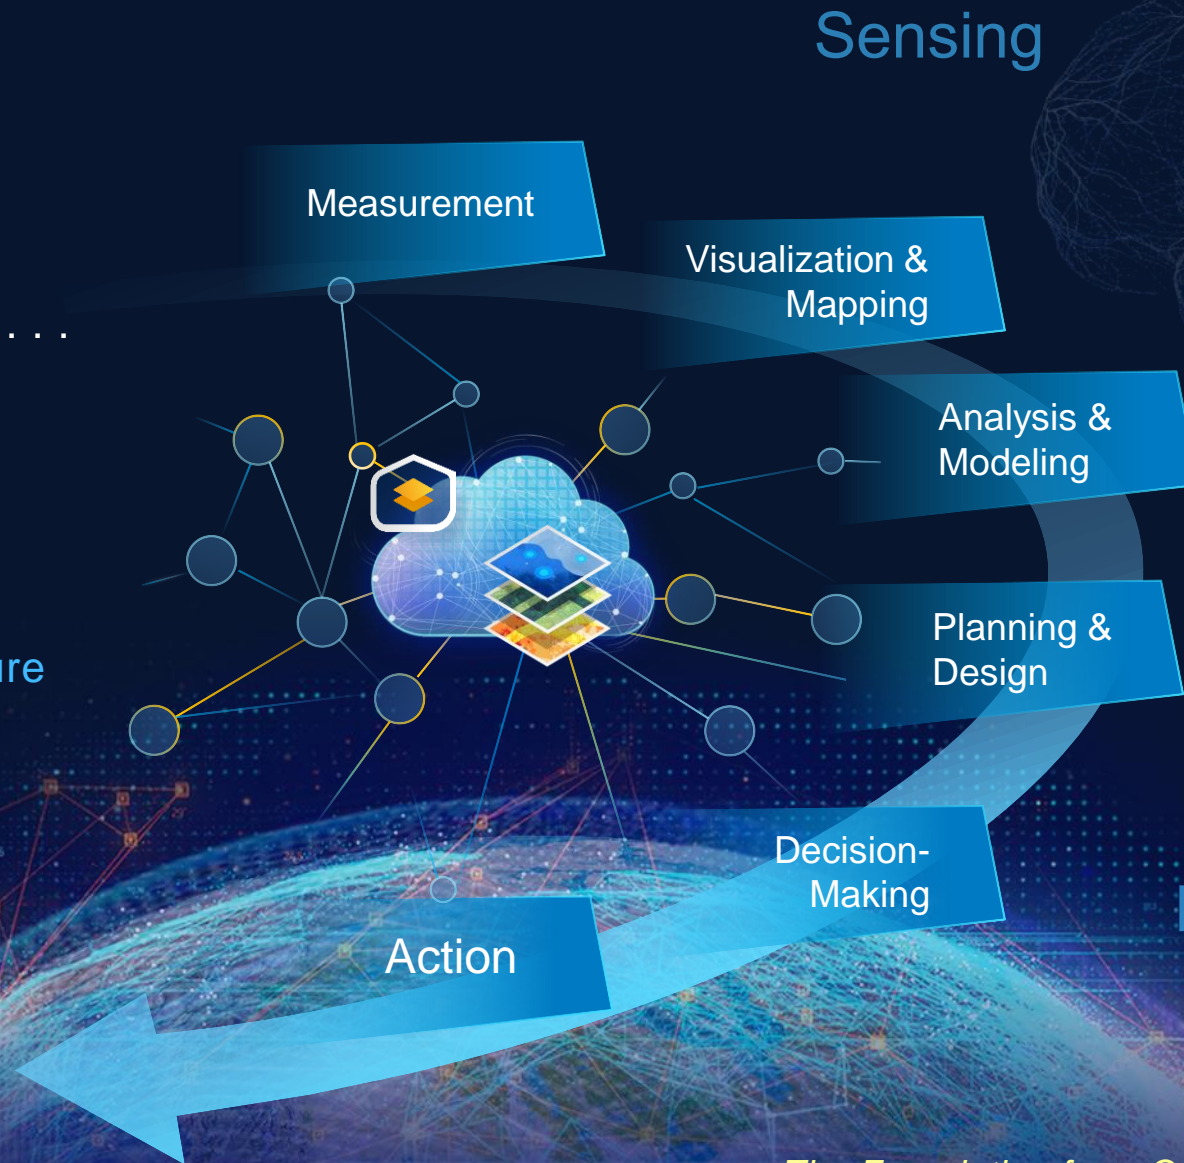 Sensing
Measurement
Visualization &
Mapping
. . .
Analysis &
Modeling
Planning &
Design
Decision-
Making
Action